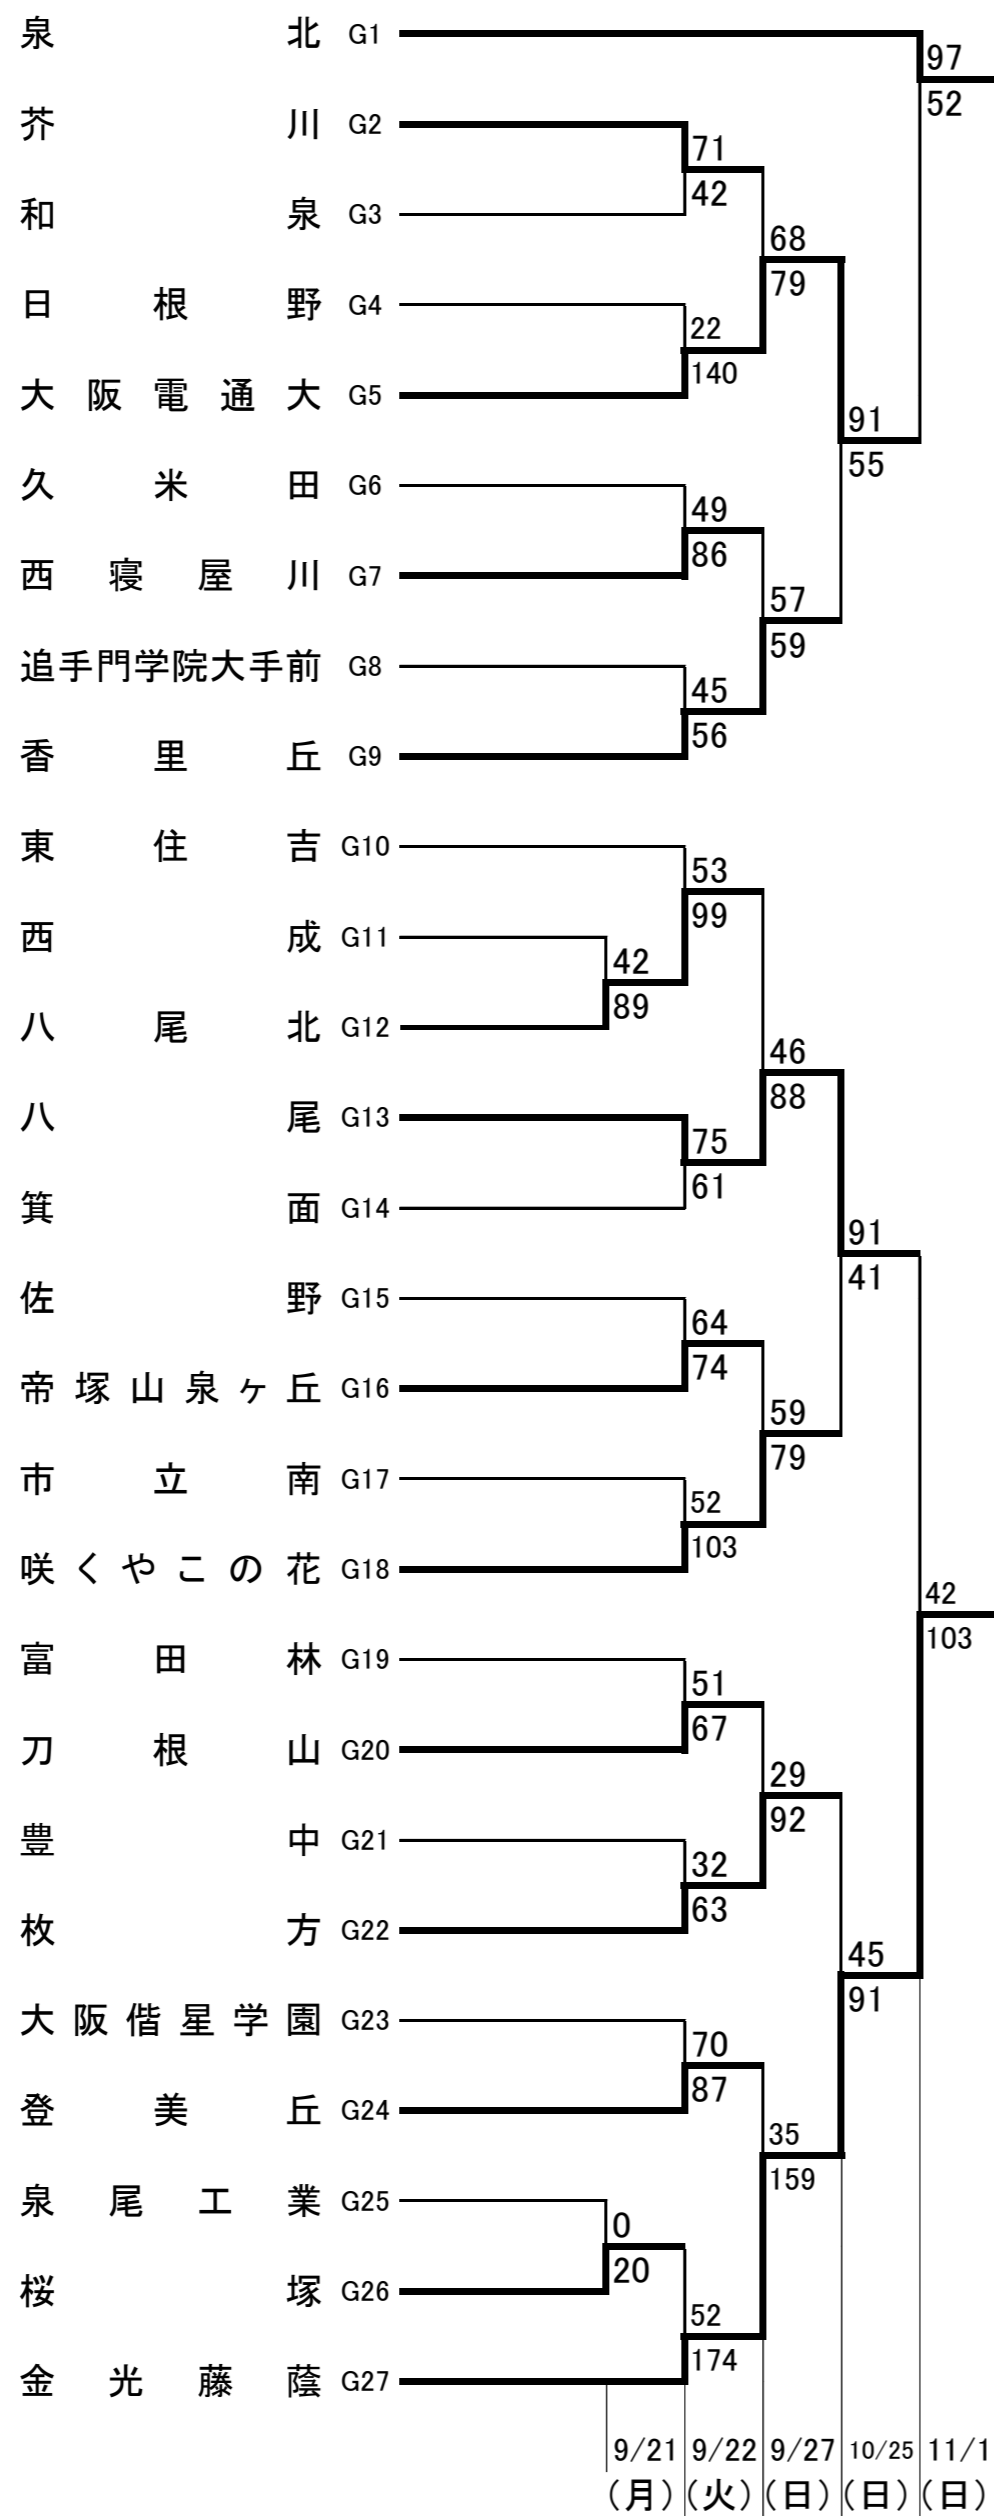 泉北 G1
97
52
芥川 G2
71
42
和泉 G3
68
79
日根野 G4
22
140
大阪電通大 G5
91
55
久米田 G6
49
86
西寝屋川 G7
57
59
追手門学院大手前 G8
45
56
香里丘 G9
東住吉 G10
53
99
西成 G11
42
89
八尾北 G12
46
88
八尾 G13
75
61
箕面 G14
91
41
佐野 G15
64
74
帝塚山泉ヶ丘 G16
59
79
市立南 G17
52
103
咲くやこの花 G18
42
103
富田林 G19
51
67
刀根山 G20
29
92
豊中 G21
32
63
枚方 G22
45
91
大阪偕星学園 G23
70
87
登美丘 G24
35
159
泉尾工業 G25
0
20
桜塚 G26
52
174
金光藤蔭 G27
9/21 9/22 9/27 10/25 11/1
(月) (火) (日) (日) (日)